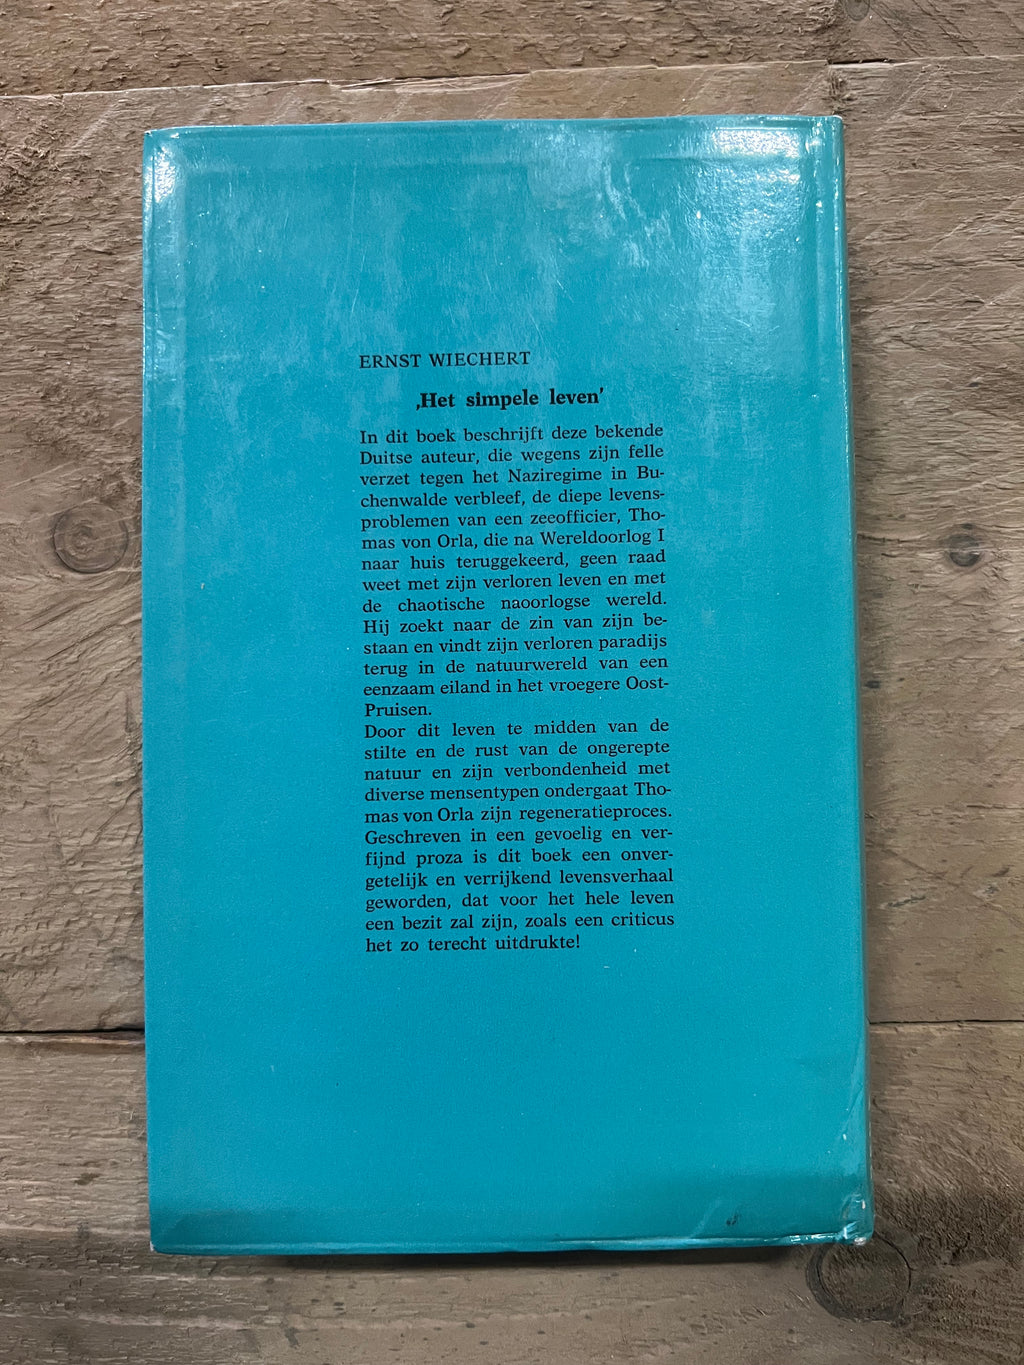 ERNST WIECHERT
‚Het simpele leven’
In dit boek beschrijft deze bekende
Duitse auteur, die wegens zijn felle
verzet tegen het Naziregime in Bu-
chenwalde verbleef, de diepe levens-
problemen van een zeeofficier, Tho-
mas von Orla, die na Wereldoorlog I
naar huis teruggekeerd, geen raad
weet met zijn verloren leven en met
de chaotische naoorlogse wereld.
Hij zoekt naar de zin van zijn be-
staan en vindt zijn verloren paradijs
terug in de natuurwereld van een
eenzaam eiland in het vroegere Oost-
Pruisen.
Door dit leven te midden van de
stilte en de rust van de ongerepte
natuur en zijn verbondenheid met
diverse mensentypen ondergaat Tho-
mas von Orla zijn regeneratieproces.
Geschreven in een gevoelig en ver-
fijnd proza is dit boek een onver-
getelijk en verrijkend levensverhaal
geworden, dat voor het hele leven
een bezit zal zijn, zoals een criticus
het zo terecht uitdrukte!